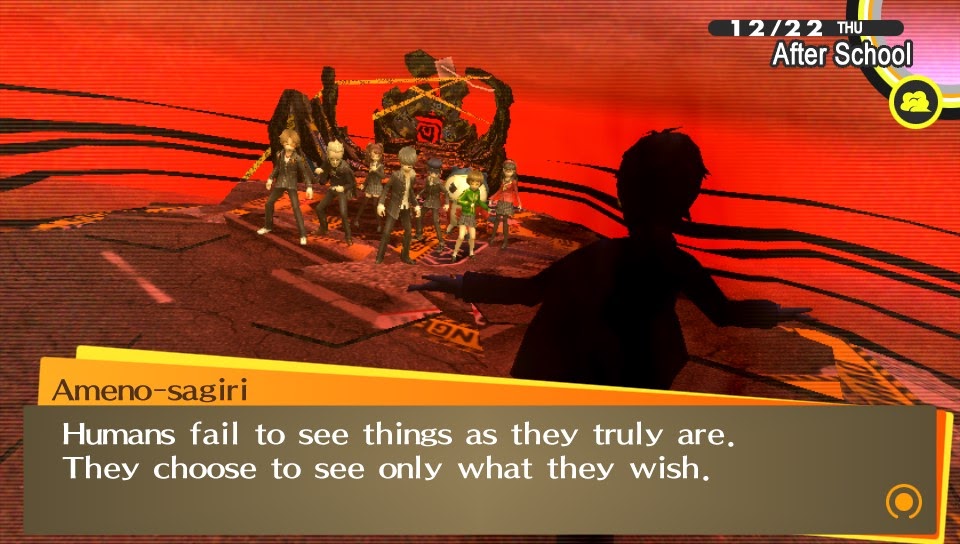 12/22 THU
After School
Ameno-sagiri
Humans fail to see things as they truly are.
They choose to see only what they wish.